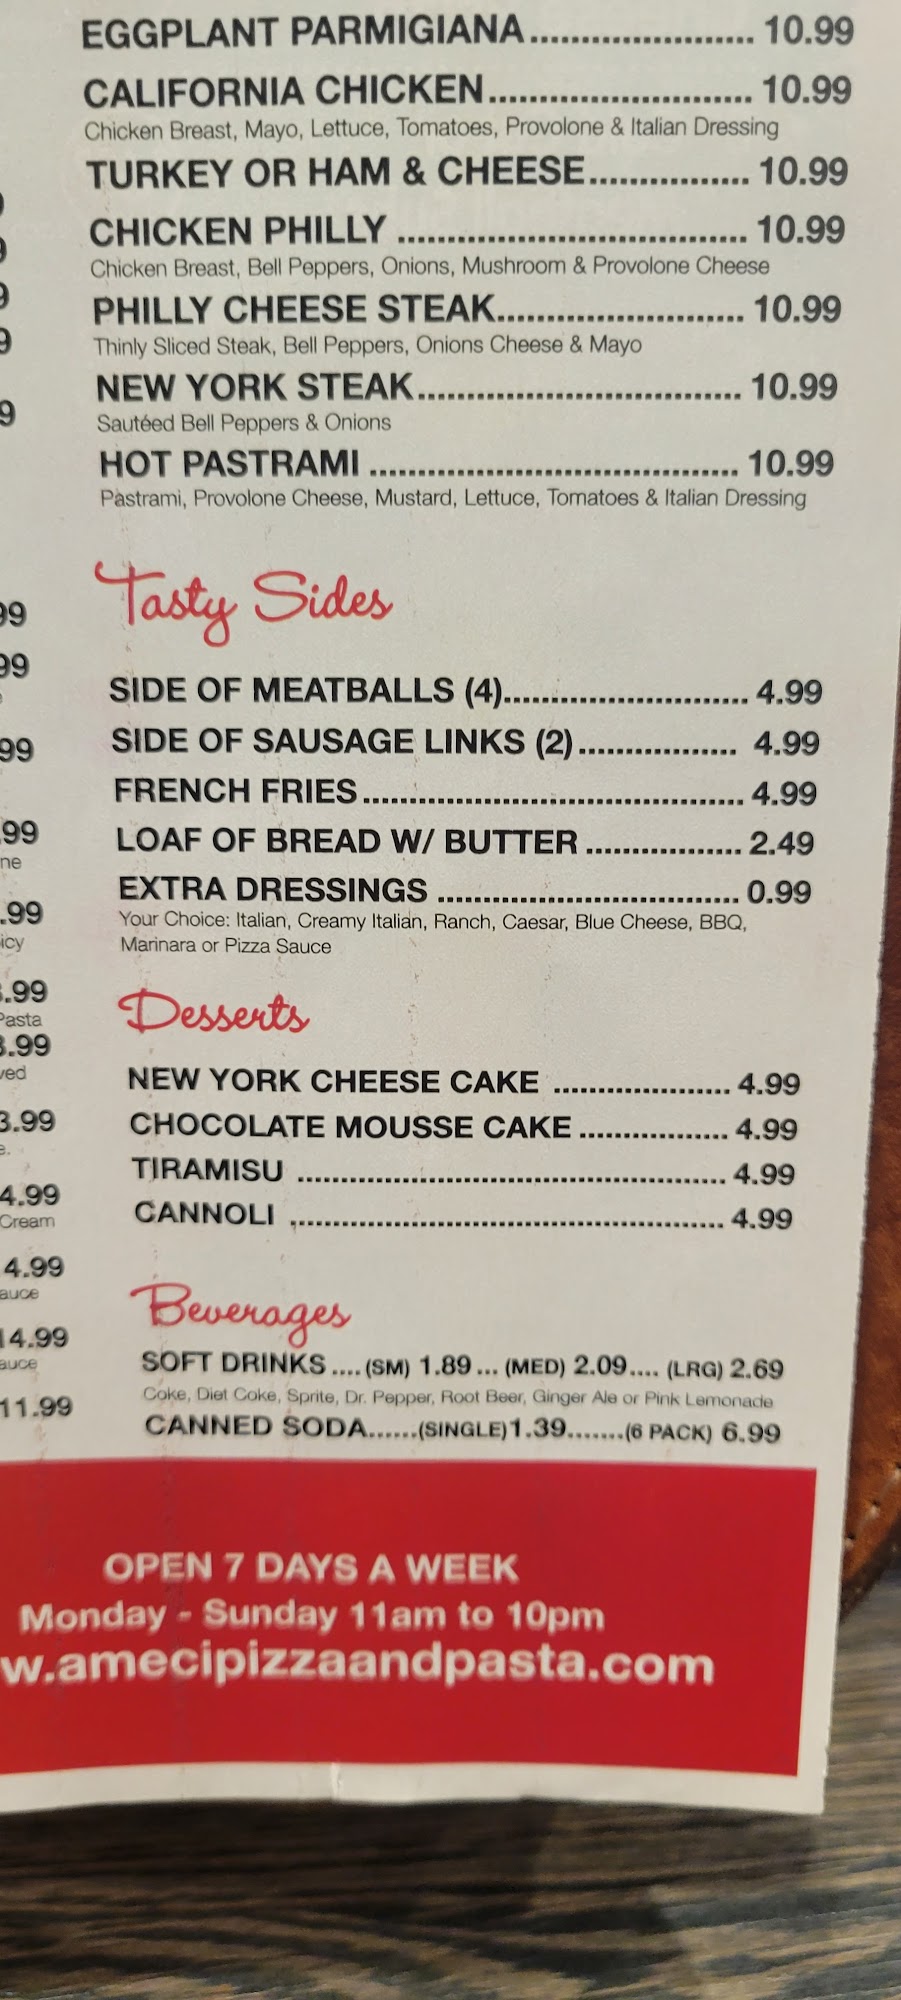 EGGPLANT PARMIGIANA....................... 10.99
CALIFORNIA CHICKEN........................... 10.99
Chicken Breast, Mayo, Lettuce, Tomatoes, Provolone & Italian Dressing
TURKEY OR HAM & CHEESE................ 10.99
CHICKEN PHILLY .................................... 10.99
Chicken Breast, Bell Peppers, Onions, Mushroom & Provolone Cheese
PHILLY CHEESE STEAK......................... 10.99
Thinly Sliced Steak, Bell Peppers, Onions Cheese & Mayo
NEW YORK STEAK................................. 10.99
Sautéed Bell Peppers & Onions
HOT PASTRAMI ...................................... 10.99
Pastrami, Provolone Cheese, Mustard, Lettuce, Tomatoes & Italian Dressing
Tasty Sides
SIDE OF MEATBALLS (4)......................... 4.99
SIDE OF SAUSAGE LINKS (2)................ 4.99
FRENCH FRIES....................................... 4.99
LOAF OF BREAD W/ BUTTER ................ 2.49
EXTRA DRESSINGS ............................... 0.99
Your Choice: Italian, Creamy Italian, Ranch, Caesar, Blue Cheese, BBQ,
Marinara or Pizza Sauce
Desserts
NEW YORK CHEESE CAKE ................... 4.99
CHOCOLATE MOUSSE CAKE ................ 4.99
TIRAMISU .............................................. 4.99
CANNOLI .............................................. 4.99
Beverages
SOFT DRINKS .... (SM) 1.89 ... (MED) 2.09.... (LRG) 2.69
Coke, Diet Coke, Sprite, Dr. Pepper, Root Beer, Ginger Ale or Pink Lemonade
CANNED SODA......(SINGLE)1.39.......(6 PACK) 6.99
OPEN 7 DAYS A WEEK
Monday - Sunday 11am to 10pm
w.amecipizzaandpasta.com